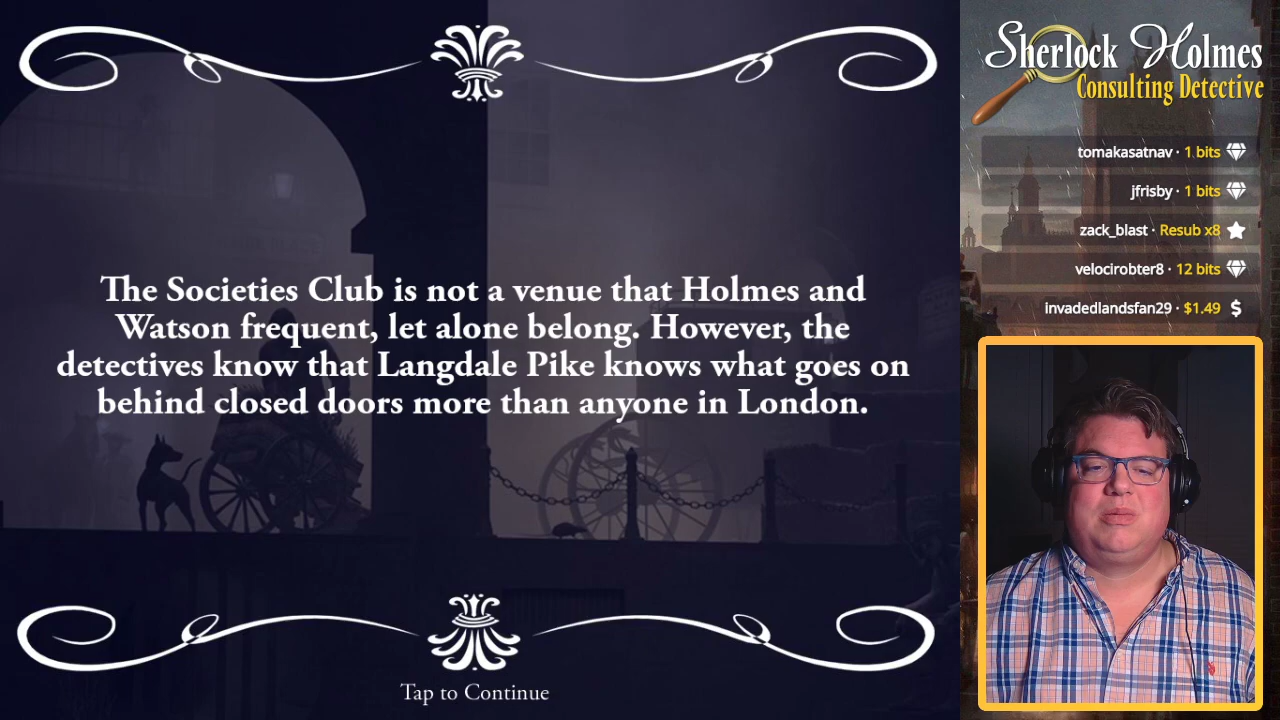 The Societies Club is not a venue that Holmes and
Watson frequent, let alone belong. However, the
detectives know that Langdale Pike knows what goes on
behind closed doors more than anyone in London.
Tap to Continue
Sherlock Holmes
Consulting Detective
tomakasatnav · 1 bits
jfrisby · 1 bits
zack_blast · Resub x8
velocirobter8 · 12 bits
invadedlandsfan29 · $1.49 $